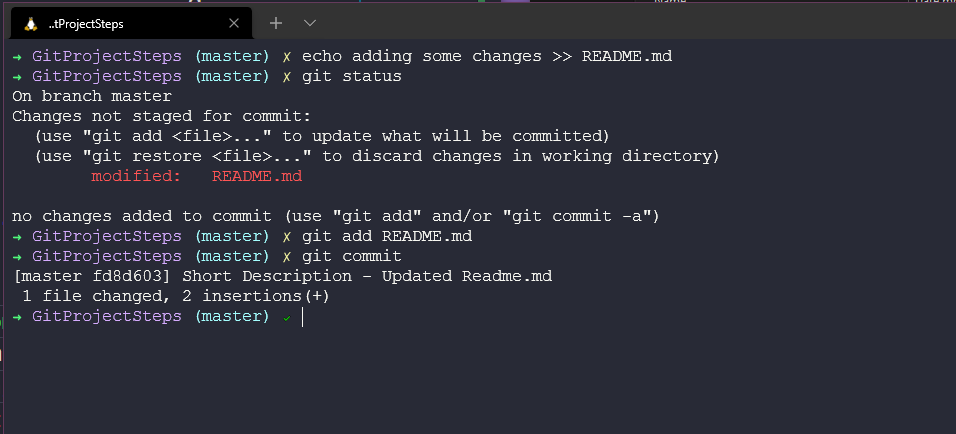 ..tProjectSteps
→ GitProjectSteps (master) ✗ echo adding some changes >> README.md
→ GitProjectSteps (master) ✗ git status
On branch master
Changes not staged for commit:
  (use "git add <file>..." to update what will be committed)
  (use "git restore <file>..." to discard changes in working directory)
        modified:   README.md

no changes added to commit (use "git add" and/or "git commit -a")
→ GitProjectSteps (master) ✗ git add README.md
→ GitProjectSteps (master) ✗ git commit
[master fd8d603] Short Description - Updated Readme.md
 1 file changed, 2 insertions(+)
→ GitProjectSteps (master) ✓